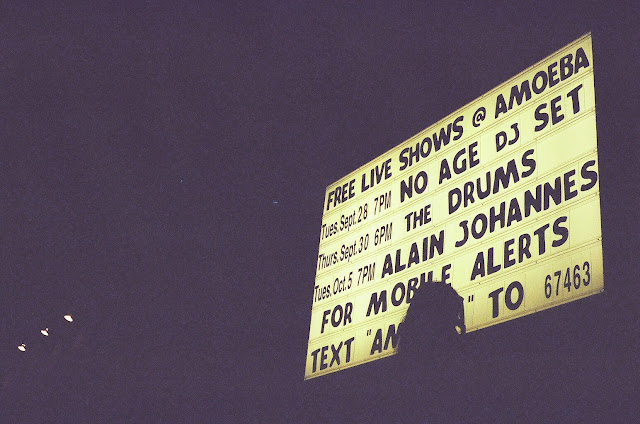 FREE LIVE SHOWS @ AMOEBA
Tues. Sept. 28 7PM NO AGE DJ SET
Thurs. Sept. 30 6PM THE DRUMS
Tues. Oct. 5 7PM ALAIN JOHANNES
FOR MOBILE ALERTS
TEXT " " TO 67463